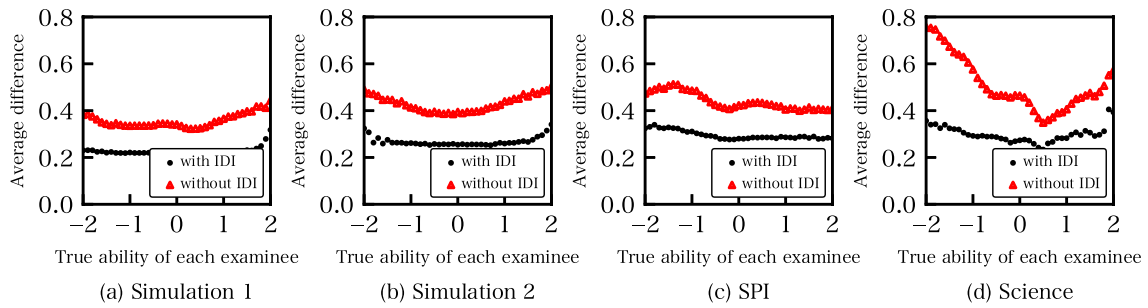 Average difference
0.8
0.6
0.4
0.2
0.0
with IDI
without IDI
−2 −1 0 1 2
True ability of each examinee
(a) Simulation 1
Average difference
0.8
0.6
0.4
0.2
0.0
with IDI
without IDI
−2 −1 0 1 2
True ability of each examinee
(b) Simulation 2
Average difference
0.8
0.6
0.4
0.2
0.0
with IDI
without IDI
−2 −1 0 1 2
True ability of each examinee
(c) SPI
Average difference
0.8
0.6
0.4
0.2
0.0
with IDI
without IDI
−2 −1 0 1 2
True ability of each examinee
(d) Science